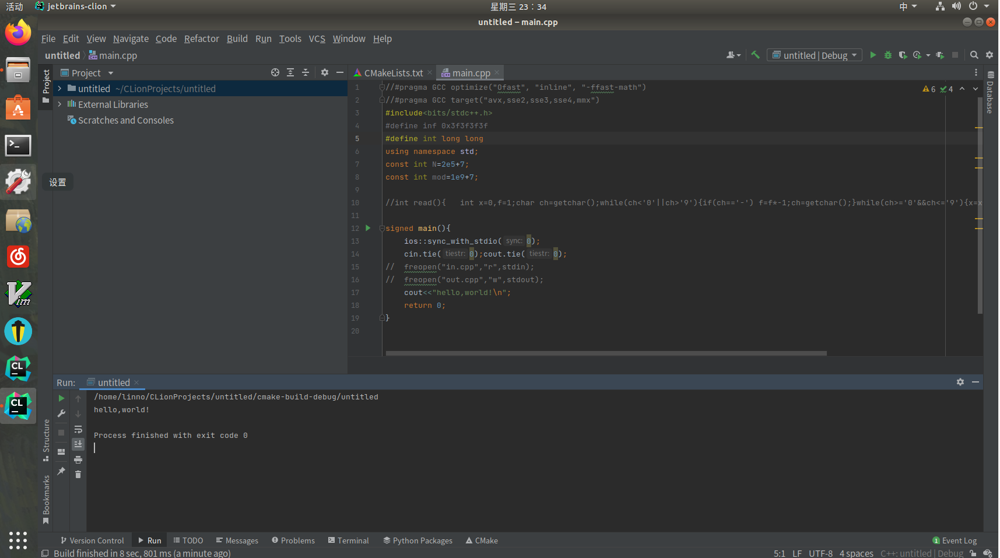 活动 jetbrains-clion 星期三 23：34 中
untitled – main.cpp
File Edit View Navigate Code Refactor Build Run Tools VCS Window Help
untitled main.cpp untitled | Debug
Project Project CMakeLists.txt main.cpp
untitled ~/CLionProjects/untitled
External Libraries
Scratches and Consoles
设置
6 4
Database
1 //#pragma GCC optimize("Ofast", "inline", "-ffast-math")
2 //#pragma GCC target("avx,sse2,sse3,sse4,mmx")
3 #include<bits/stdc++.h>
4 #define inf 0x3f3f3f3f
5 #define int long long
6 using namespace std;
7 const int N=2e5+7;
8 const int mod=1e9+7;
9
10 //int read(){   int x=0,f=1;char ch=getchar();while(ch<'0'||ch>'9'){if(ch=='-') f=f*-1;ch=getchar();}while(ch>='0'&&ch<='9'){x=x
11
12 signed main(){
13 ios::sync_with_stdio( sync: 0);
14 cin.tie( tiestr: 0);cout.tie( tiestr: 0);
15 //  freopen("in.cpp","r",stdin);
16 //  freopen("out.cpp","w",stdout);
17 cout<<"hello,world!\n";
18 return 0;
19 }
20
Run: untitled
/home/linno/CLionProjects/untitled/cmake-build-debug/untitled
hello,world!
Process finished with exit code 0
Structure
Bookmarks
Vim
CL
CL
Version Control Run TODO Messages Problems Terminal Python Packages CMake 1 Event Log
Build finished in 8 sec, 801 ms (a minute ago) 5:1 LF UTF-8 4 spaces C++: untitled | Debug